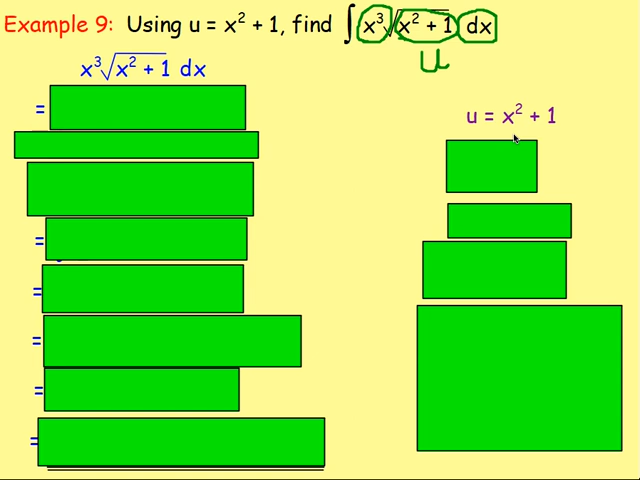 Example 9: Using u = x² + 1, find ∫ x³√(x² + 1) dx
u
x³√(x² + 1) dx
=
u = x² + 1
=
=
=
=
=